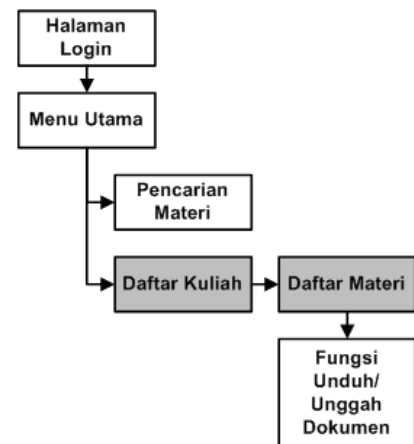 Halaman
Login
Menu Utama
Pencarian
Materi
Daftar Kuliah
Daftar Materi
Fungsi
Unduh/
Unggah
Dokumen